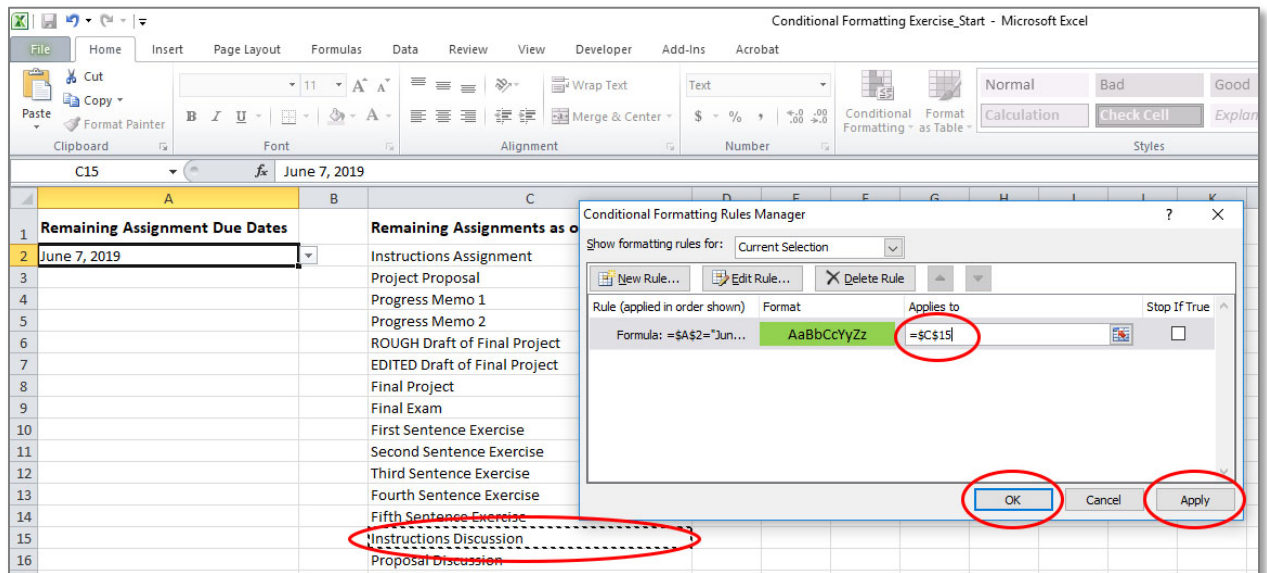 Conditional Formatting Exercise_Start - Microsoft Excel
File Home Insert Page Layout Formulas Data Review View Developer Add-Ins Acrobat
Cut
Copy
Paste
Format Painter
11 A A
B I U A
Wrap Text
Merge & Center
Text
$ % , .0 .00 .00 .0
Conditional Formatting
Format as Table
Normal Bad Good
Calculation Check Cell
Clipboard Font Alignment Number Styles
C15 fx June 7, 2019
A B C D E F G H I J K
1 Remaining Assignment Due Dates Remaining Assignments as o
2 June 7, 2019 Instructions Assignment
3 Project Proposal
4 Progress Memo 1
5 Progress Memo 2
6 ROUGH Draft of Final Project
7 EDITED Draft of Final Project
8 Final Project
9 Final Exam
10 First Sentence Exercise
11 Second Sentence Exercise
12 Third Sentence Exercise
13 Fourth Sentence Exercise
14 Fifth Sentence Exercise
15 Instructions Discussion
16 Proposal Discussion
Conditional Formatting Rules Manager ? X
Show formatting rules for: Current Selection
New Rule... Edit Rule... Delete Rule
Rule (applied in order shown) Format Applies to Stop If True
Formula: =$A$2="Jun... AaBbCcYyZz =$C$15
OK Cancel Apply